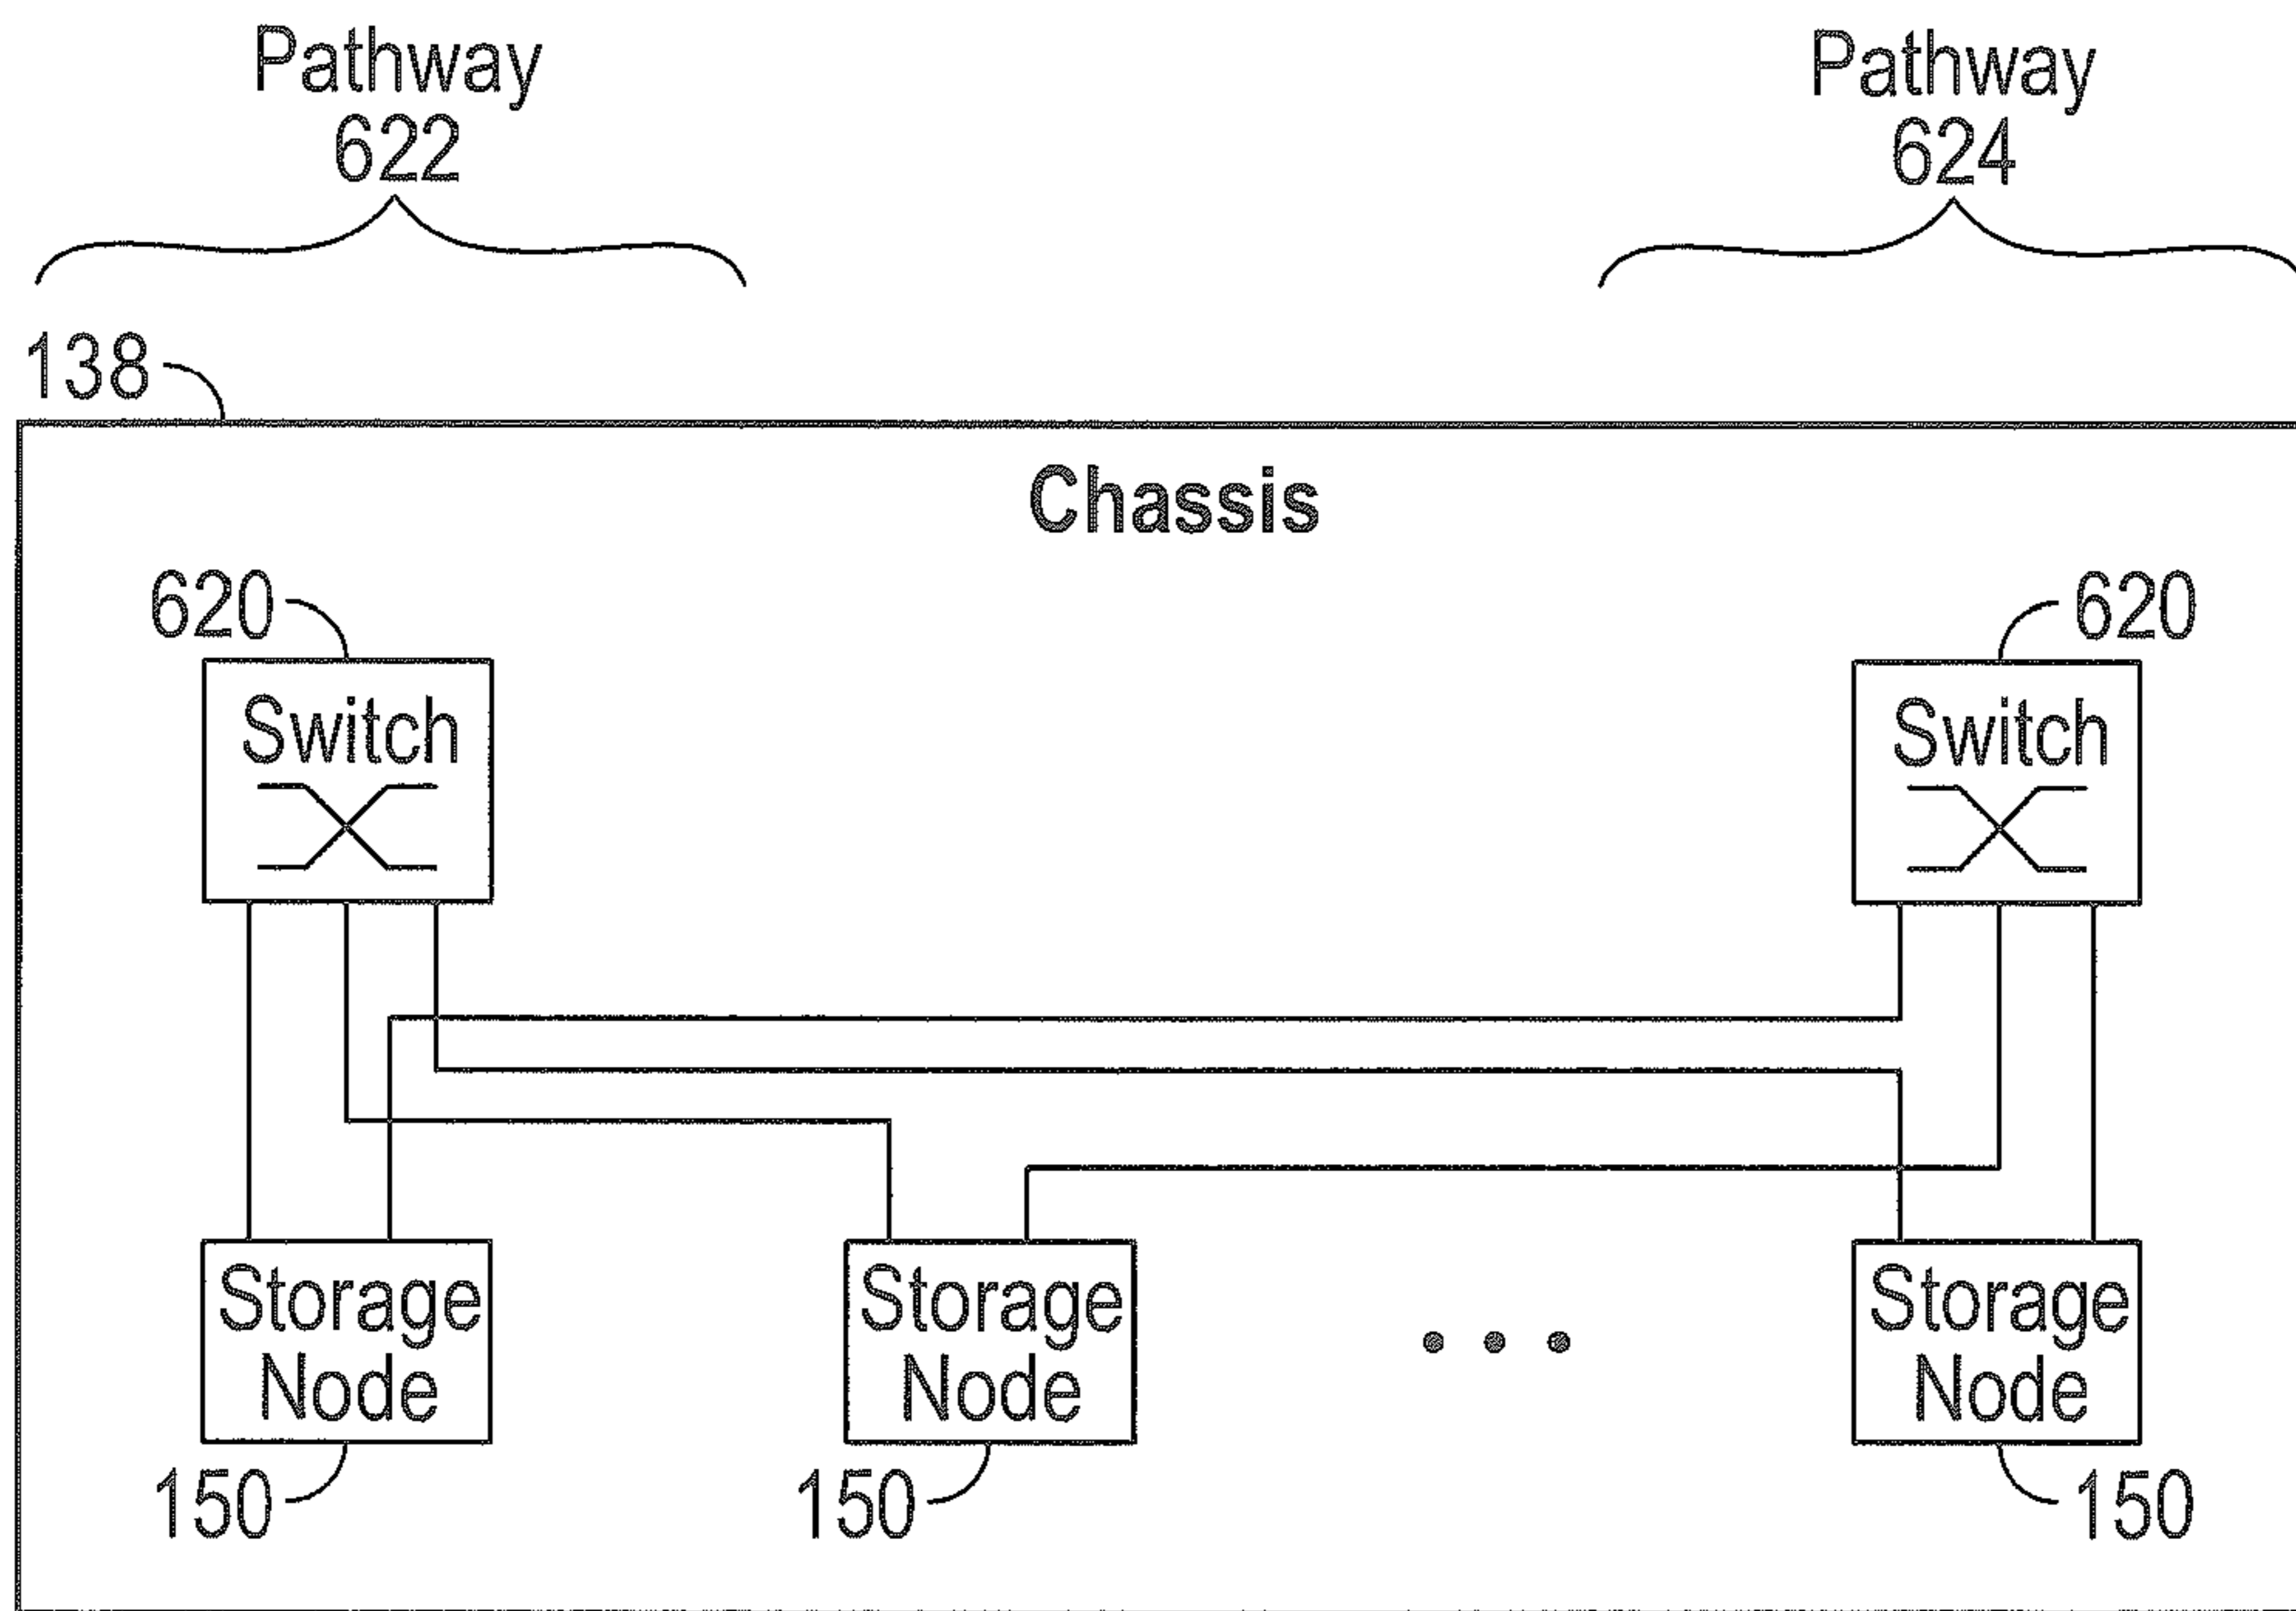 Pathway
622
Pathway
624
138
Chassis
620
620
Switch
Switch
Storage
Node
Storage
Node
Storage
Node
150
150
150